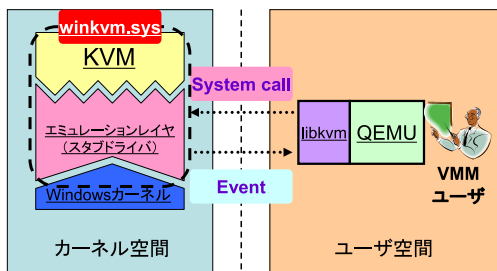 winkvm.sys
KVM
エミュレーションレイヤ
(スタブドライバ)
Windowsカーネル
カーネル空間
System call
Event
libkvm
QEMU
VMM
ユーザ
ユーザ空間